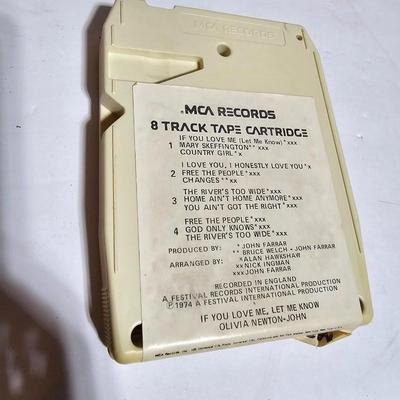 MCA RECORDS
.MCA RECORDS
8 TRACK TAPE CARTRIDGE
IF YOU LOVE ME (Let Me Know)*xxx
1 MARY SKEFFINGTON**xxx
COUNTRY GIRL*x
I LOVE YOU, I HONESTLY LOVE YOU*x
2 FREE THE PEOPLE*xxx
CHANGES**xx
THE RIVER'S TOO WIDE*xxx
3 HOME AIN'T HOME ANYMORE*xxx
YOU AIN'T GOT THE RIGHT*xxx
FREE THE PEOPLE*xxx
4 GOD ONLY KNOWS*xxx
THE RIVER'S TOO WIDE*xxx
PRODUCED BY: * JOHN FARRAR
** BRUCE WELCH - JOHN FARRAR
ARRANGED BY: xALAN HAWKSHAW
xxNICK INGMAN
xxxJOHN FARRAR
RECORDED IN ENGLAND
A FESTIVAL RECORDS INTERNATIONAL PRODUCTION
℗ 1974 A FESTIVAL INTERNATIONAL PRODUCTION
IF YOU LOVE ME, LET ME KNOW
OLIVIA NEWTON-JOHN
MCA Records, Inc.